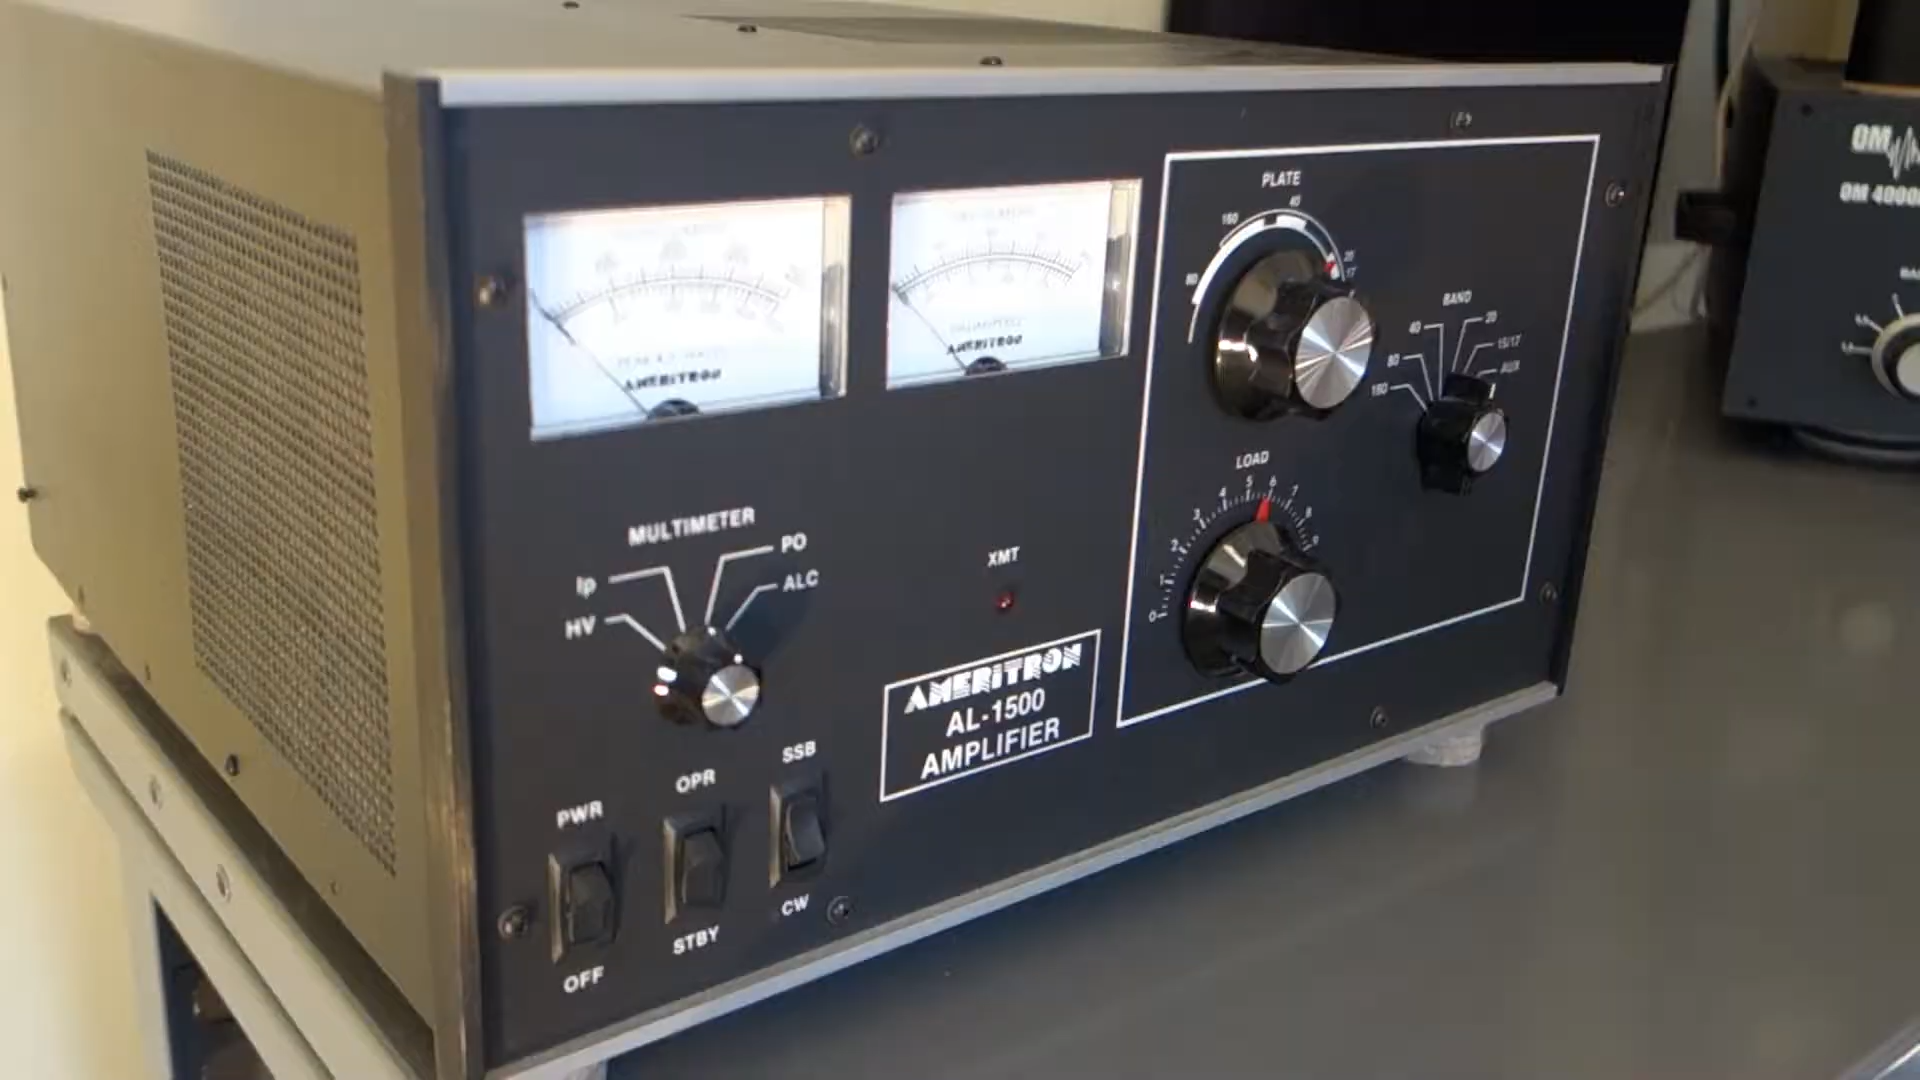 AMERITRON
AMERITRON
MULTIMETER
Ip
PO
HV
ALC
XMT
AMERITRON
AL-1500
AMPLIFIER
PWR
OPR
SSB
OFF
STBY
CW
PLATE
80
160
40
20
17
LOAD
0 1 2 3 4 5 6 7 8 9
BAND
160
80
40
20
15/17
AUX
OM